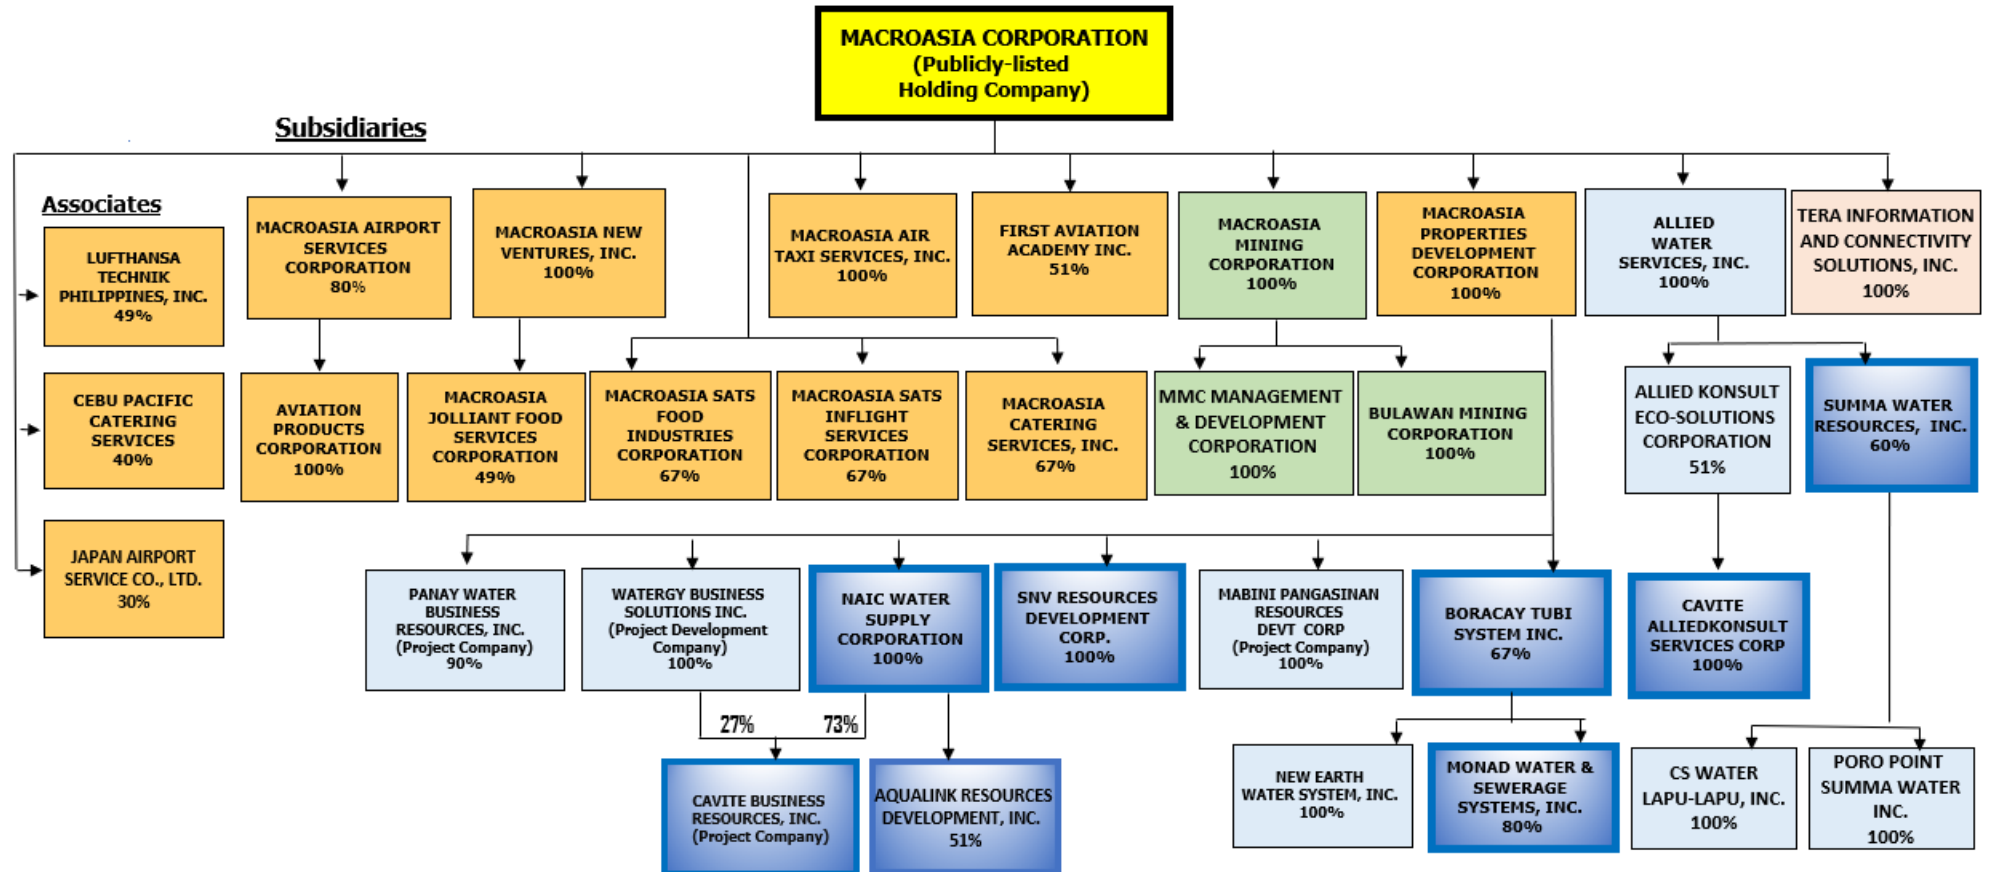 MACROASIA CORPORATION
(Publicly-listed
Holding Company)
Subsidiaries
Associates
LUFTHANSA
TECHNIK
PHILIPPINES, INC.
49%
CEBU PACIFIC
CATERING
SERVICES
40%
JAPAN AIRPORT
SERVICE CO., LTD.
30%
MACROASIA AIRPORT
SERVICES
CORPORATION
80%
MACROASIA NEW
VENTURES, INC.
100%
MACROASIA AIR
TAXI SERVICES, INC.
100%
FIRST AVIATION
ACADEMY INC.
51%
MACROASIA
MINING
CORPORATION
100%
MACROASIA
PROPERTIES
DEVELOPMENT
CORPORATION
100%
ALLIED
WATER
SERVICES, INC.
100%
TERA INFORMATION
AND CONNECTIVITY
SOLUTIONS, INC.
100%
AVIATION
PRODUCTS
CORPORATION
100%
MACROASIA
JOLLIANT FOOD
SERVICES
CORPORATION
49%
MACROASIA SATS
FOOD
INDUSTRIES
CORPORATION
67%
MACROASIA SATS
INFLIGHT
SERVICES
CORPORATION
67%
MACROASIA
CATERING
SERVICES, INC.
67%
MMC MANAGEMENT
& DEVELOPMENT
CORPORATION
100%
BULAWAN MINING
CORPORATION
100%
ALLIED KONSULT
ECO-SOLUTIONS
CORPORATION
51%
SUMMA WATER
RESOURCES, INC.
60%
PANAY WATER
BUSINESS
RESOURCES, INC.
(Project Company)
90%
WATERGY BUSINESS
SOLUTIONS INC.
(Project Development
Company)
100%
NAIC WATER
SUPPLY
CORPORATION
100%
SNV RESOURCES
DEVELOPMENT
CORP.
100%
MABINI PANGASINAN
RESOURCES
DEVT CORP
(Project Company)
100%
BORACAY TUBI
SYSTEM INC.
67%
CAVITE
ALLIEDKONSULT
SERVICES CORP
100%
27%
73%
CAVITE BUSINESS
RESOURCES, INC.
(Project Company)
AQUALINK RESOURCES
DEVELOPMENT, INC.
51%
NEW EARTH
WATER SYSTEM, INC.
100%
MONAD WATER &
SEWERAGE
SYSTEMS, INC.
80%
CS WATER
LAPU-LAPU, INC.
100%
PORO POINT
SUMMA WATER
INC.
100%